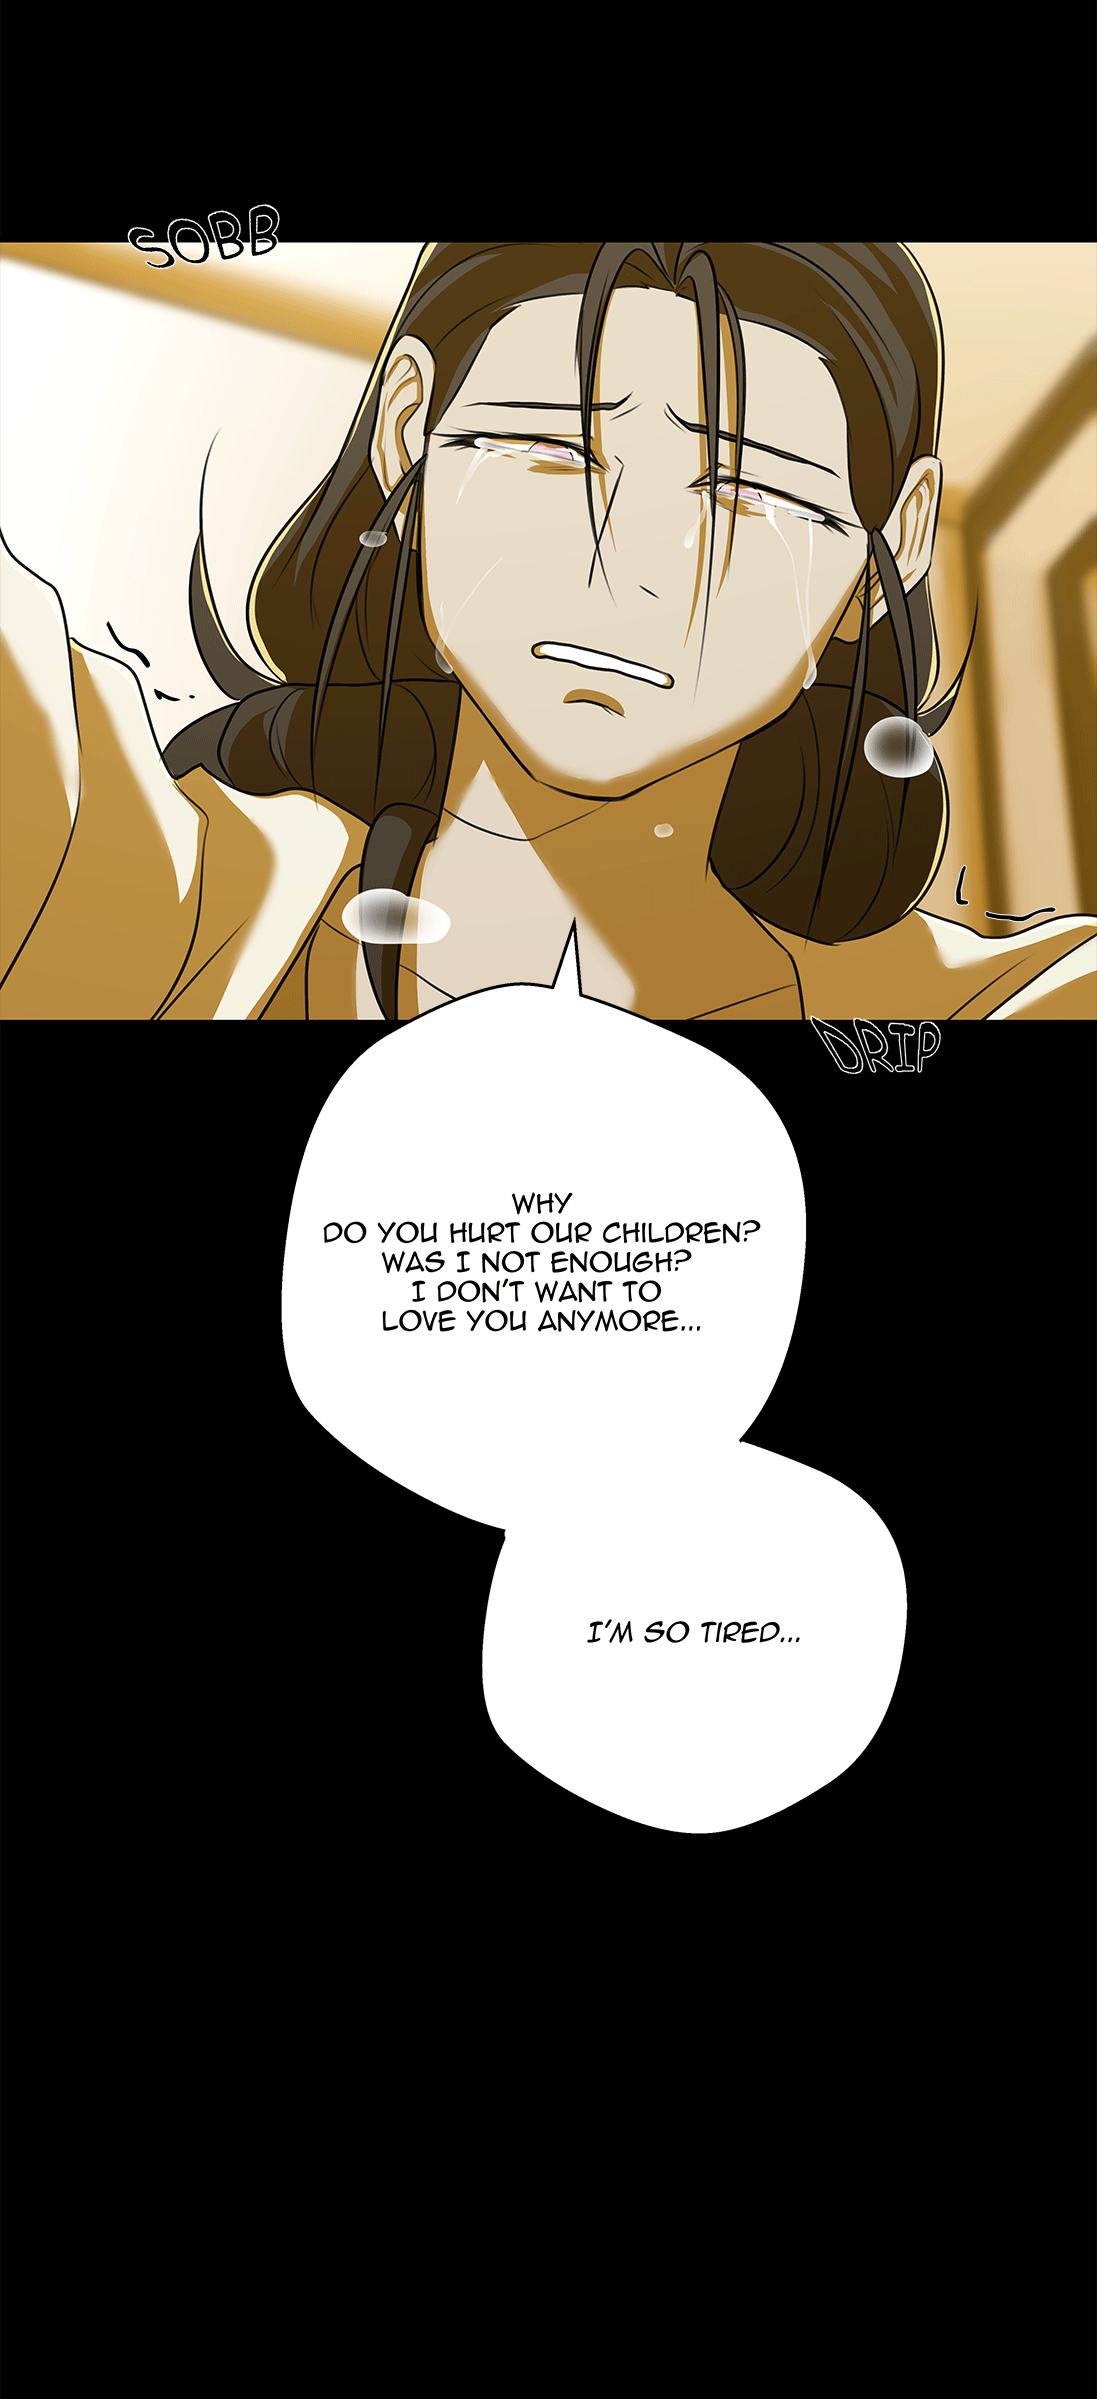 SOBB
DRIP
WHY
DO YOU HURT OUR CHILDREN?
WAS I NOT ENOUGH?
I DON'T WANT TO
LOVE YOU ANYMORE...
I'M SO TIRED...